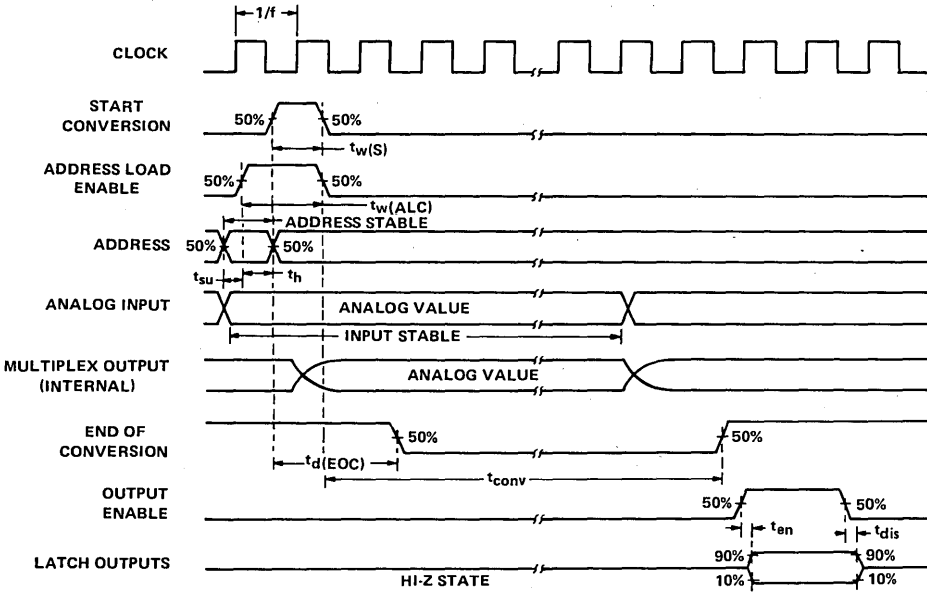 1/f
CLOCK
START
CONVERSION
50%
50%
tw(S)
ADDRESS LOAD
ENABLE
50%
50%
tw(ALC)
ADDRESS STABLE
ADDRESS
50%
50%
tsu
th
ANALOG INPUT
ANALOG VALUE
INPUT STABLE
MULTIPLEX OUTPUT
(INTERNAL)
ANALOG VALUE
END OF
CONVERSION
50%
50%
td(EOC)
tconv
OUTPUT
ENABLE
50%
50%
ten
tdis
LATCH OUTPUTS
90%
90%
HI-Z STATE
10%
10%